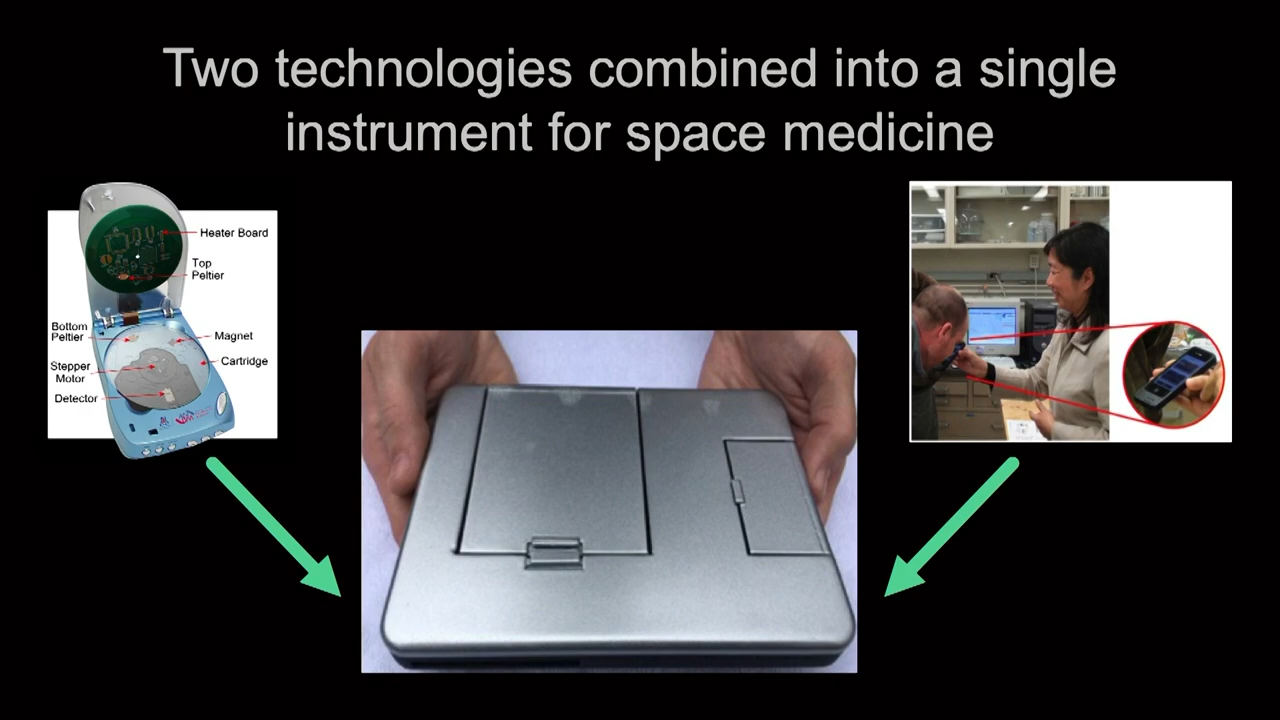 Two technologies combined into a single
instrument for space medicine
Heater Board
Top
Peltier
Bottom
Peltier
Magnet
Stepper
Motor
Cartridge
Detector